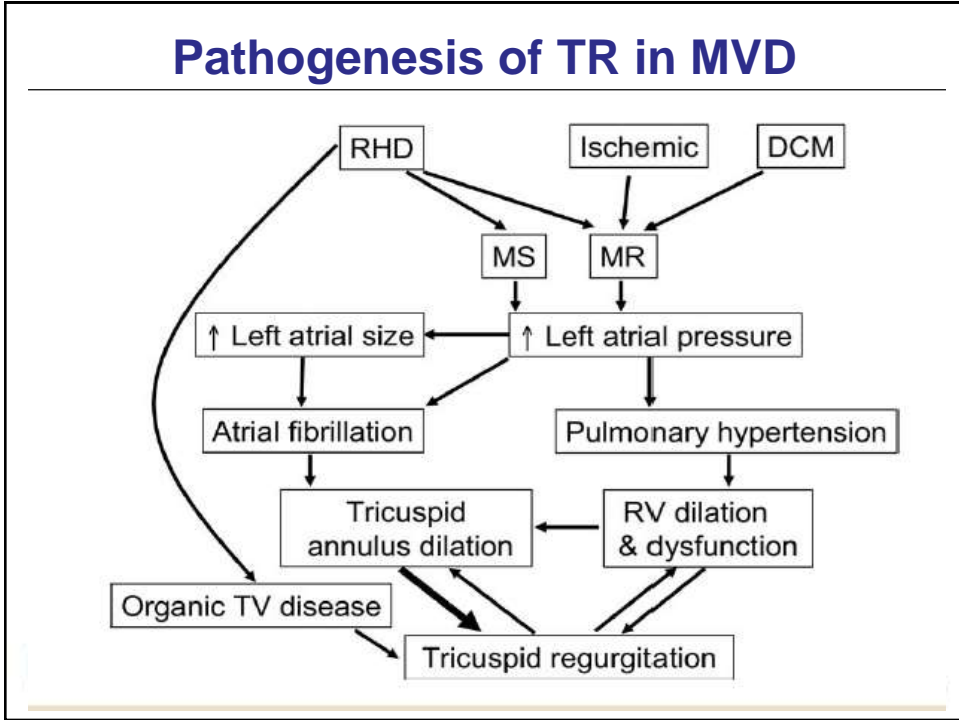 Pathogenesis of TR in MVD
RHD
Ischemic
DCM
MS
MR
↑ Left atrial size
↑ Left atrial pressure
Atrial fibrillation
Pulmonary hypertension
Tricuspid
annulus dilation
RV dilation
& dysfunction
Organic TV disease
Tricuspid regurgitation